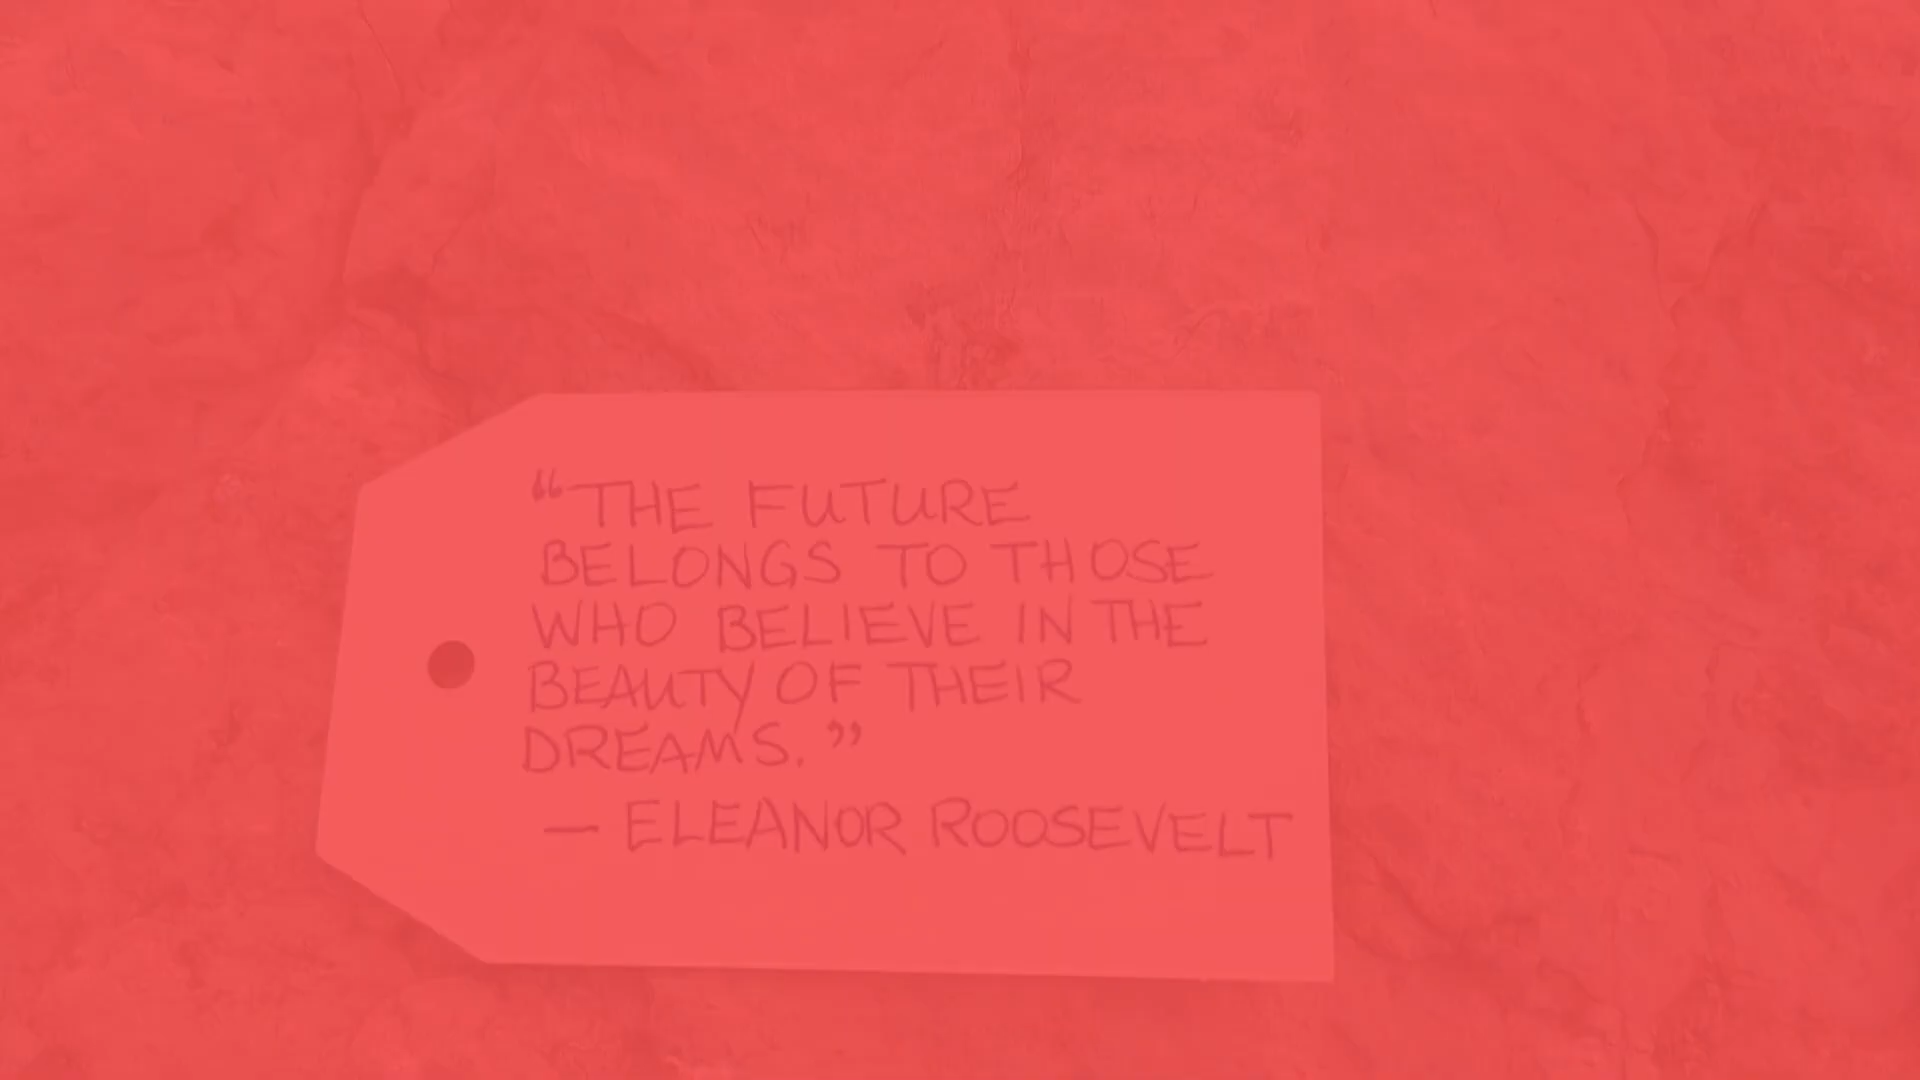 “THE FUTURE
BELONGS TO THOSE
WHO BELIEVE IN THE
BEAUTY OF THEIR
DREAMS.”
— ELEANOR ROOSEVELT